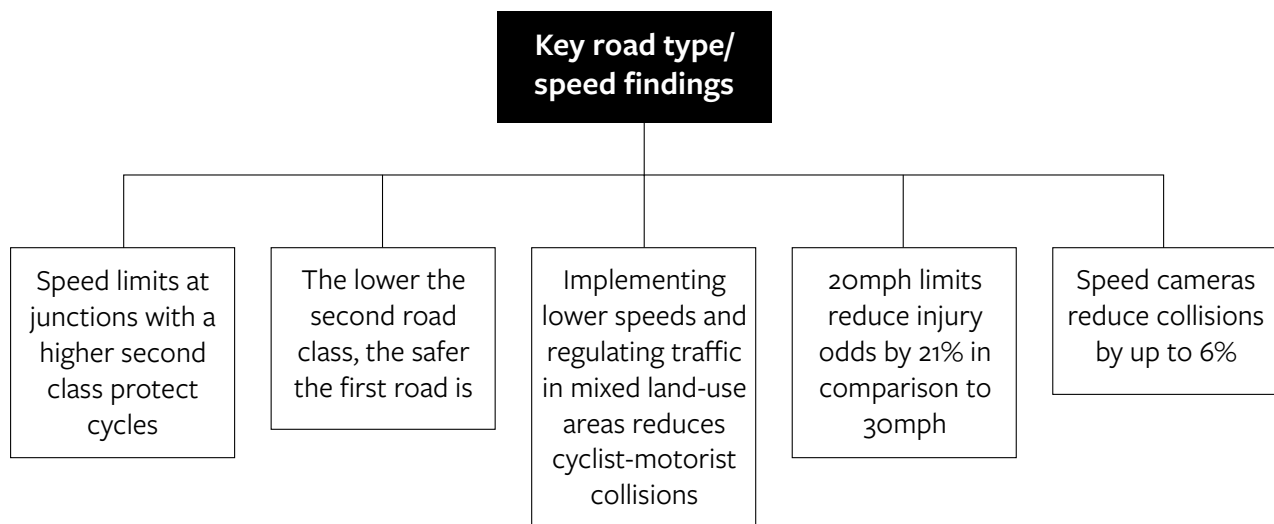 Key road type/
speed findings
Speed limits at
junctions with a
higher second
class protect
cycles
The lower the
second road
class, the safer
the first road is
Implementing
lower speeds and
regulating traffic
in mixed land-use
areas reduces
cyclist-motorist
collisions
20mph limits
reduce injury
odds by 21% in
comparison to
30mph
Speed cameras
reduce collisions
by up to 6%